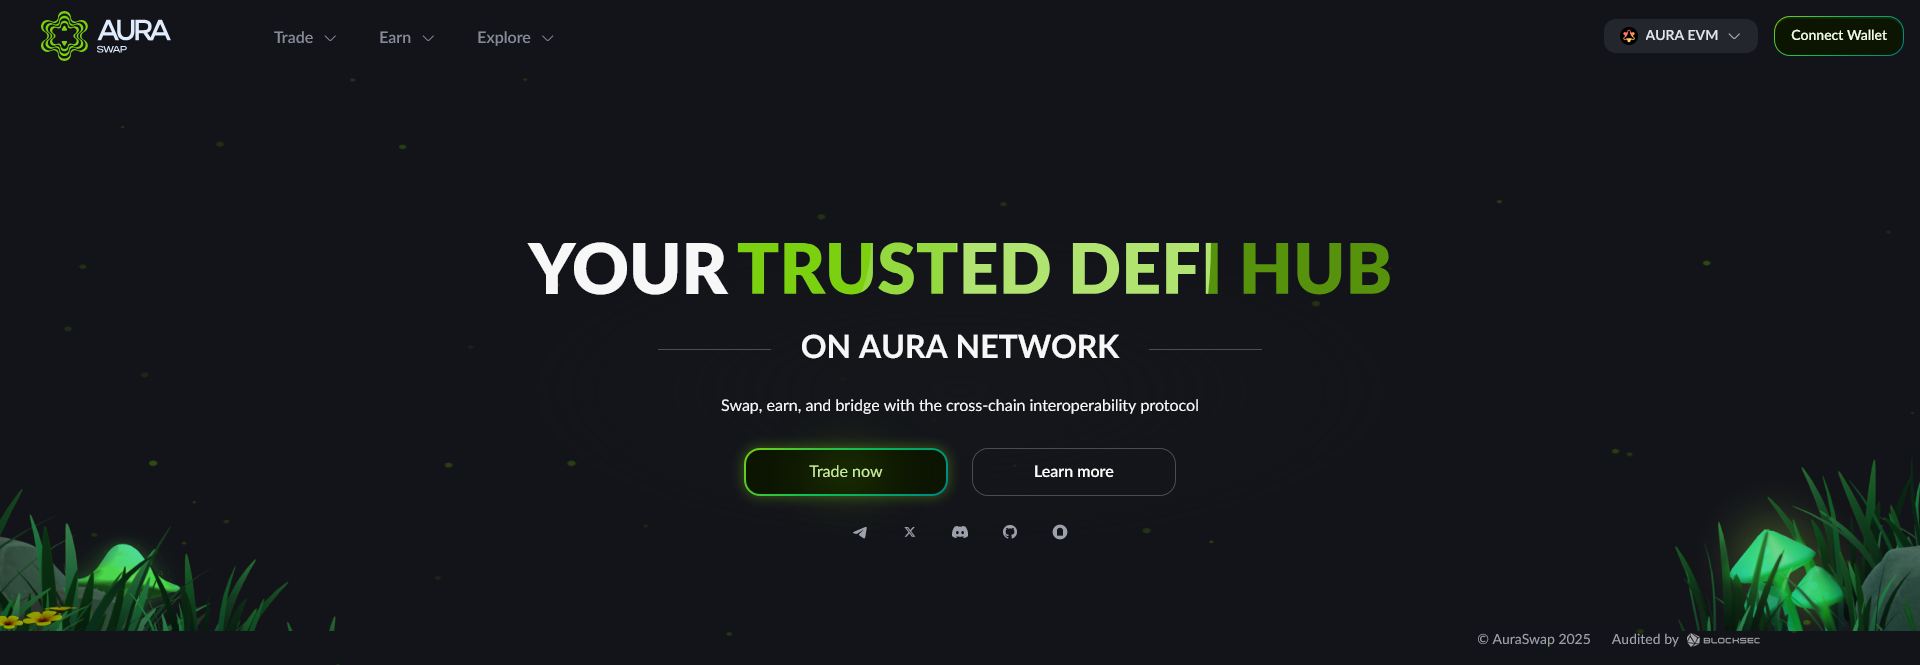 AURA
SWAP
Trade
Earn
Explore
AURA EVM
Connect Wallet
YOUR TRUSTED DEFI HUB
ON AURA NETWORK
Swap, earn, and bridge with the cross-chain interoperability protocol
Trade now
Learn more
© AuraSwap 2025
Audited by BLOCKSEC